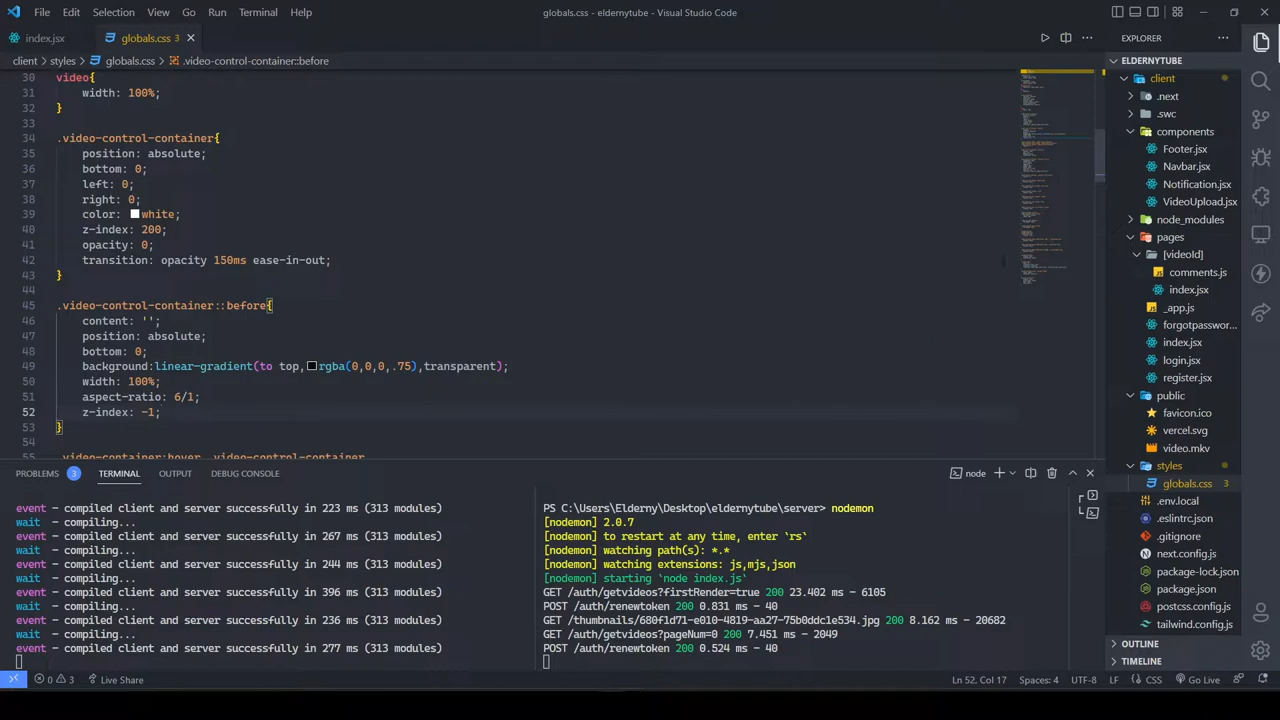 File Edit Selection View Go Run Terminal Help
globals.css - eldernytube - Visual Studio Code
index.jsx
globals.css 3
client > styles > globals.css > .video-control-container::before
30 video{
31 width: 100%;
32 }
33
34 .video-control-container{
35 position: absolute;
36 bottom: 0;
37 left: 0;
38 right: 0;
39 color: white;
40 z-index: 200;
41 opacity: 0;
42 transition: opacity 150ms ease-in-out;
43 }
44
45 .video-control-container::before{
46 content: '';
47 position: absolute;
48 bottom: 0;
49 background:linear-gradient(to top,rgba(0,0,0,.75),transparent);
50 width: 100%;
51 aspect-ratio: 6/1;
52 z-index: -1;
53 }
54
55 .video-container:hover .video-control-container
PROBLEMS 3 TERMINAL OUTPUT DEBUG CONSOLE
node
event - compiled client and server successfully in 223 ms (313 modules)
wait - compiling...
event - compiled client and server successfully in 267 ms (313 modules)
wait - compiling...
event - compiled client and server successfully in 244 ms (313 modules)
wait - compiling...
event - compiled client and server successfully in 396 ms (313 modules)
wait - compiling...
event - compiled client and server successfully in 236 ms (313 modules)
wait - compiling...
event - compiled client and server successfully in 277 ms (313 modules)
PS C:\Users\Elderny\Desktop\eldernytube\server> nodemon
[nodemon] 2.0.7
[nodemon] to restart at any time, enter `rs`
[nodemon] watching path(s): *.*
[nodemon] watching extensions: js,mjs,json
[nodemon] starting `node index.js`
GET /auth/getvideos?firstRender=true 200 23.402 ms - 6105
POST /auth/renewtoken 200 0.831 ms - 40
GET /thumbnails/680f1d71-e010-4819-aa27-75b0ddc1e534.jpg 200 8.162 ms - 20682
GET /auth/getvideos?pageNum=0 200 7.451 ms - 2049
POST /auth/renewtoken 200 0.524 ms - 40
EXPLORER
ELDERNYTUBE
client
.next
.swc
components
Footer.jsx
Navbar.jsx
Notification.jsx
VideoUpload.jsx
node_modules
pages
[videoId]
comments.js
index.jsx
_app.js
forgotpasswor...
index.jsx
login.jsx
register.jsx
public
favicon.ico
vercel.svg
video.mkv
styles
globals.css 3
.env.local
.eslintrc.json
.gitignore
next.config.js
package-lock.json
package.json
postcss.config.js
tailwind.config.js
OUTLINE
TIMELINE
0 3 Live Share
Ln 52, Col 17 Spaces: 4 UTF-8 LF CSS Go Live